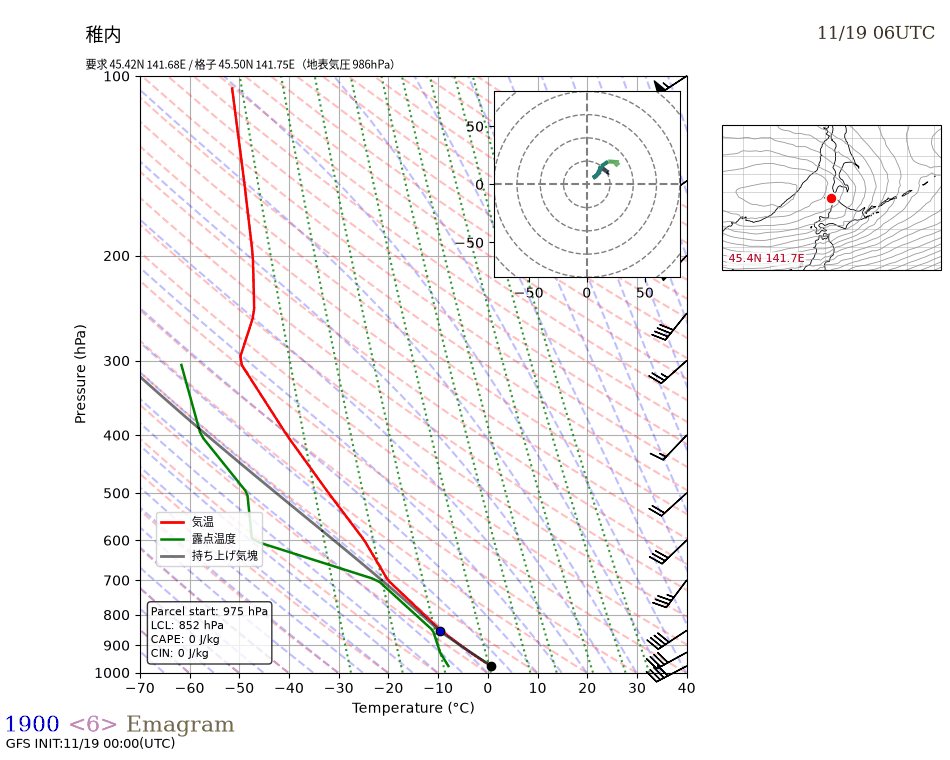 稚内
11/19 06UTC
要求 45.42N 141.68E / 格子 45.50N 141.75E（地表気圧 986hPa）
100
200
300
400
500
600
700
800
900
1000
Pressure (hPa)
50
0
−50
−50 0 50
45.4N 141.7E
気温
露点温度
持ち上げ気塊
Parcel start: 975 hPa
LCL: 852 hPa
CAPE: 0 J/kg
CIN: 0 J/kg
−70 −60 −50 −40 −30 −20 −10 0 10 20 30 40
Temperature (°C)
1900 <6> Emagram
GFS INIT:11/19 00:00(UTC)